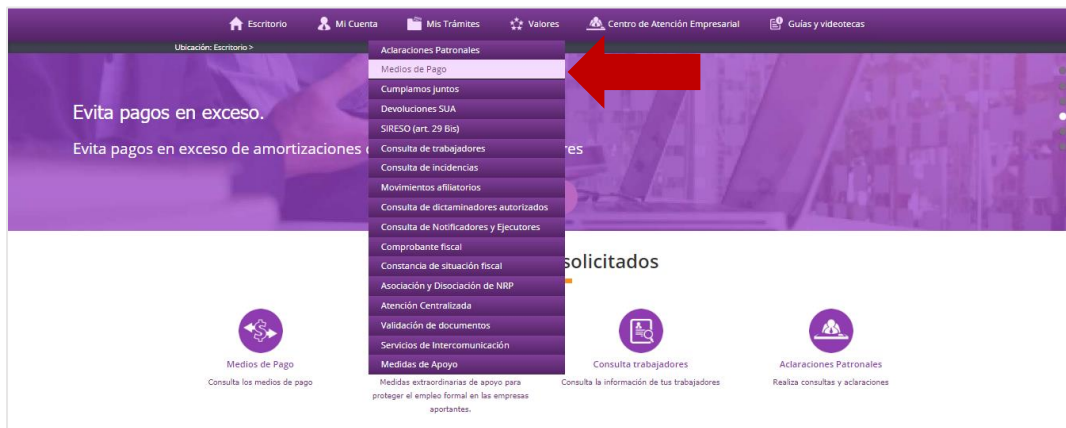 Escritorio
Mi Cuenta
Mis Trámites
Valores
Centro de Atención Empresarial
Guías y videotecas
Ubicación: Escritorio >
Aclaraciones Patronales
Medios de Pago
Cumplamos juntos
Devoluciones SUA
SIRESO (art. 29 Bis)
Consulta de trabajadores
Consulta de incidencias
Movimientos afiliatorios
Consulta de dictaminadores autorizados
Consulta de Notificadores y Ejecutores
Comprobante fiscal
Constancia de situación fiscal
Asociación y Disociación de NRP
Atención Centralizada
Validación de documentos
Servicios de Intercomunicación
Medidas de Apoyo
Evita pagos en exceso.
Evita pagos en exceso de amortizaciones
res
solicitados
Medios de Pago
Consulta los medios de pago
Medidas extraordinarias de apoyo para
proteger el empleo formal en las empresas
aportantes.
Consulta trabajadores
Consulta la información de tus trabajadores
Aclaraciones Patronales
Realiza consultas y aclaraciones